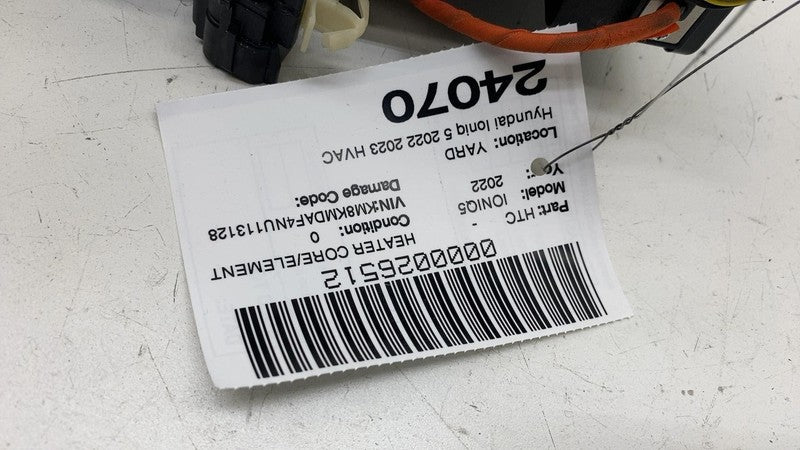 0000026512
Part: HTC - HEATER CORE/ELEMENT
Model: IONIQ5 Condition: 0
Year: 2022 VIN:KM8KMDAF4NU113128
Damage Code:
Location: YARD
Hyundai Ioniq 5 2022 2023 HVAC
24070